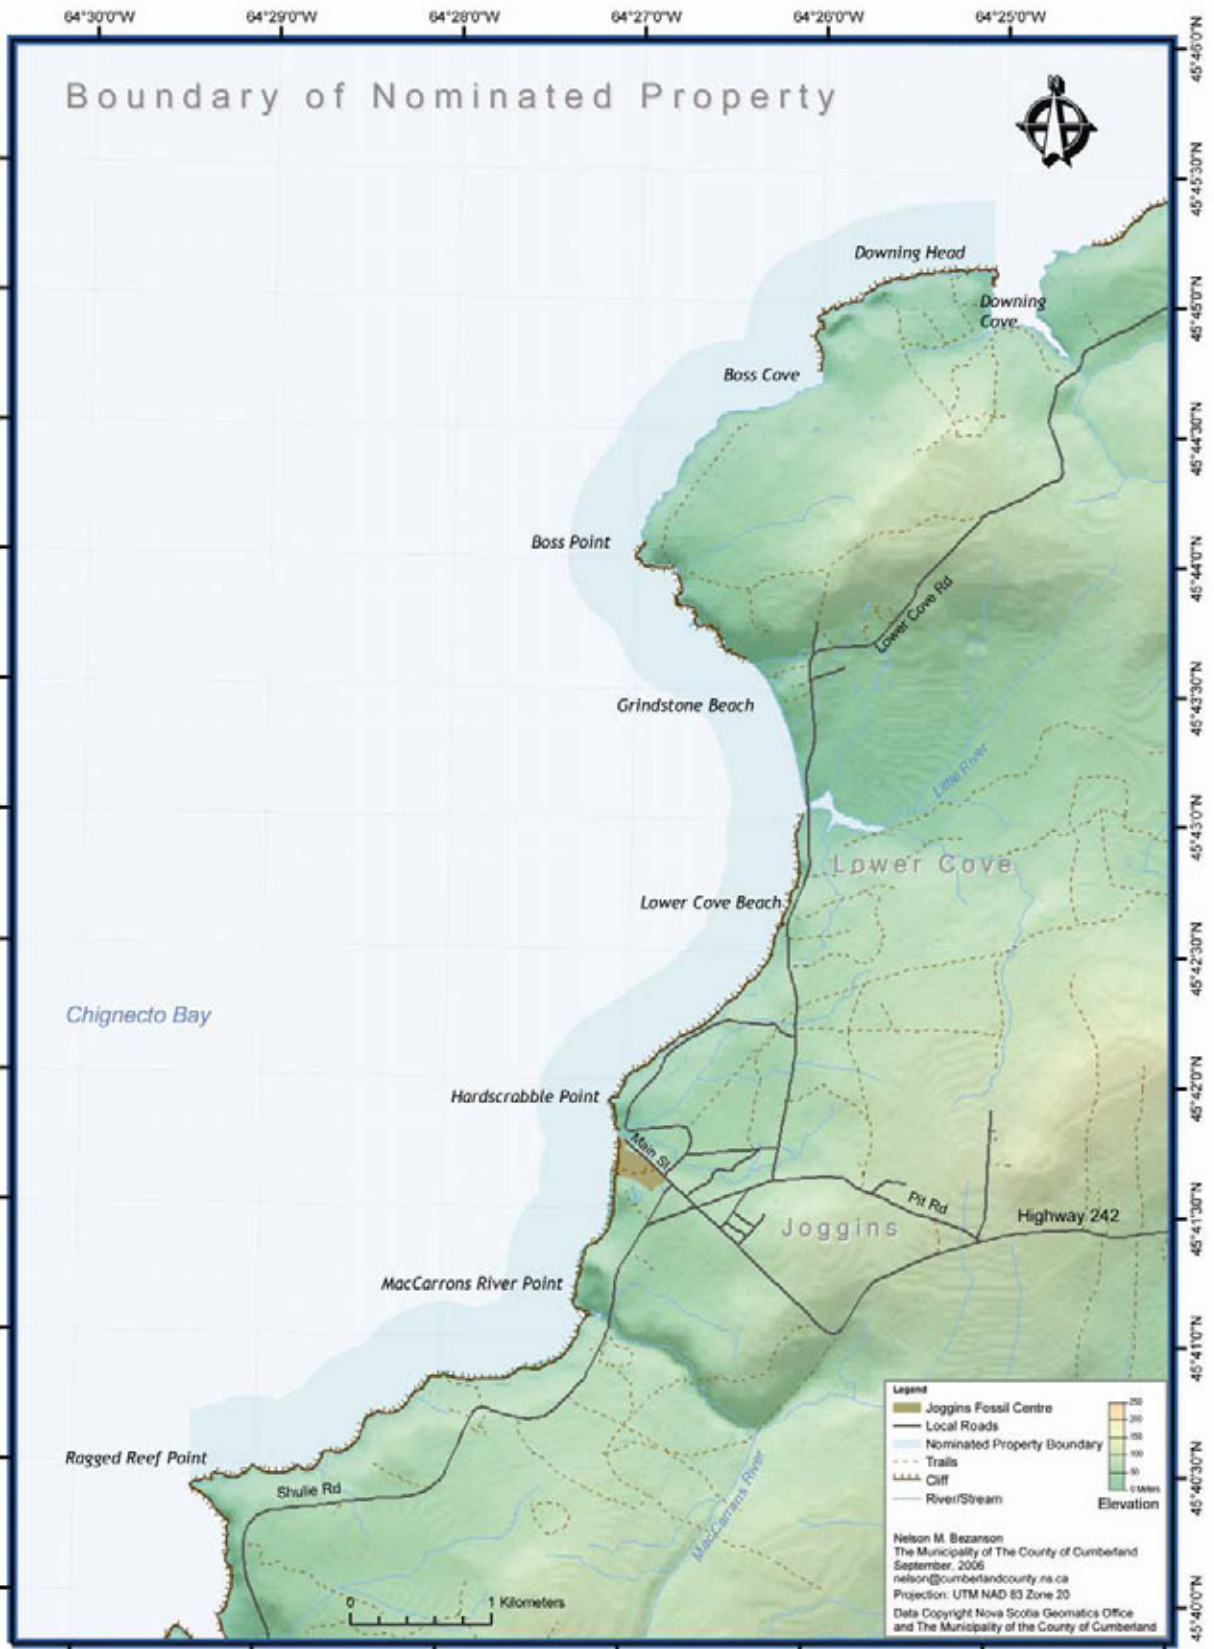 64°30'0"W 64°29'0"W 64°28'0"W 64°27'0"W 64°26'0"W 64°25'0"W
45°46'0"N
Boundary of Nominated Property
N
45°45'30"N
Downing Head
Downing
Cove
45°45'0"N
Boss Cove
45°44'30"N
Boss Point
45°44'0"N
Lower Cove Rd
45°43'30"N
Grindstone Beach
Little River
45°43'0"N
Lower Cove
Lower Cove Beach
45°42'30"N
Chignecto Bay
45°42'0"N
Hardscrabble Point
Main St
Pit Rd
Highway 242
45°41'30"N
Joggins
MacCarrons River Point
45°41'0"N
Legend
Joggins Fossil Centre
Local Roads
Nominated Property Boundary
Trails
Cliff
River/Stream
250
200
150
100
50
0 Meters
Elevation
Ragged Reef Point
45°40'30"N
Shulie Rd
MacCarrans River
Nelson M. Bezanson
The Municipality of The County of Cumberland
September, 2006
nelson@cumberlandcounty.ns.ca
Projection: UTM NAD 83 Zone 20
Data Copyright Nova Scotia Geomatics Office
and The Municipality of the County of Cumberland
0 1 Kilometers
45°40'0"N